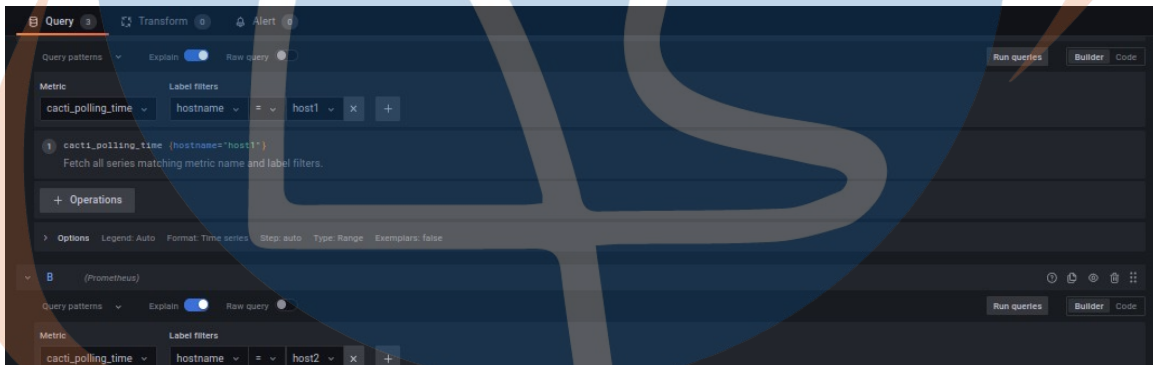 Query 3 Transform 0 Alert 0
Query patterns Explain Raw query Run queries Builder Code
Metric Label filters
cacti_polling_time hostname = host1 × +
1 cacti_polling_time {hostname="host1"}
Fetch all series matching metric name and label filters.
+ Operations
> Options Legend: Auto Format: Time series Step: auto Type: Range Exemplars: false
B (Prometheus)
Query patterns Explain Raw query Run queries Builder Code
Metric Label filters
cacti_polling_time hostname = host2 × +